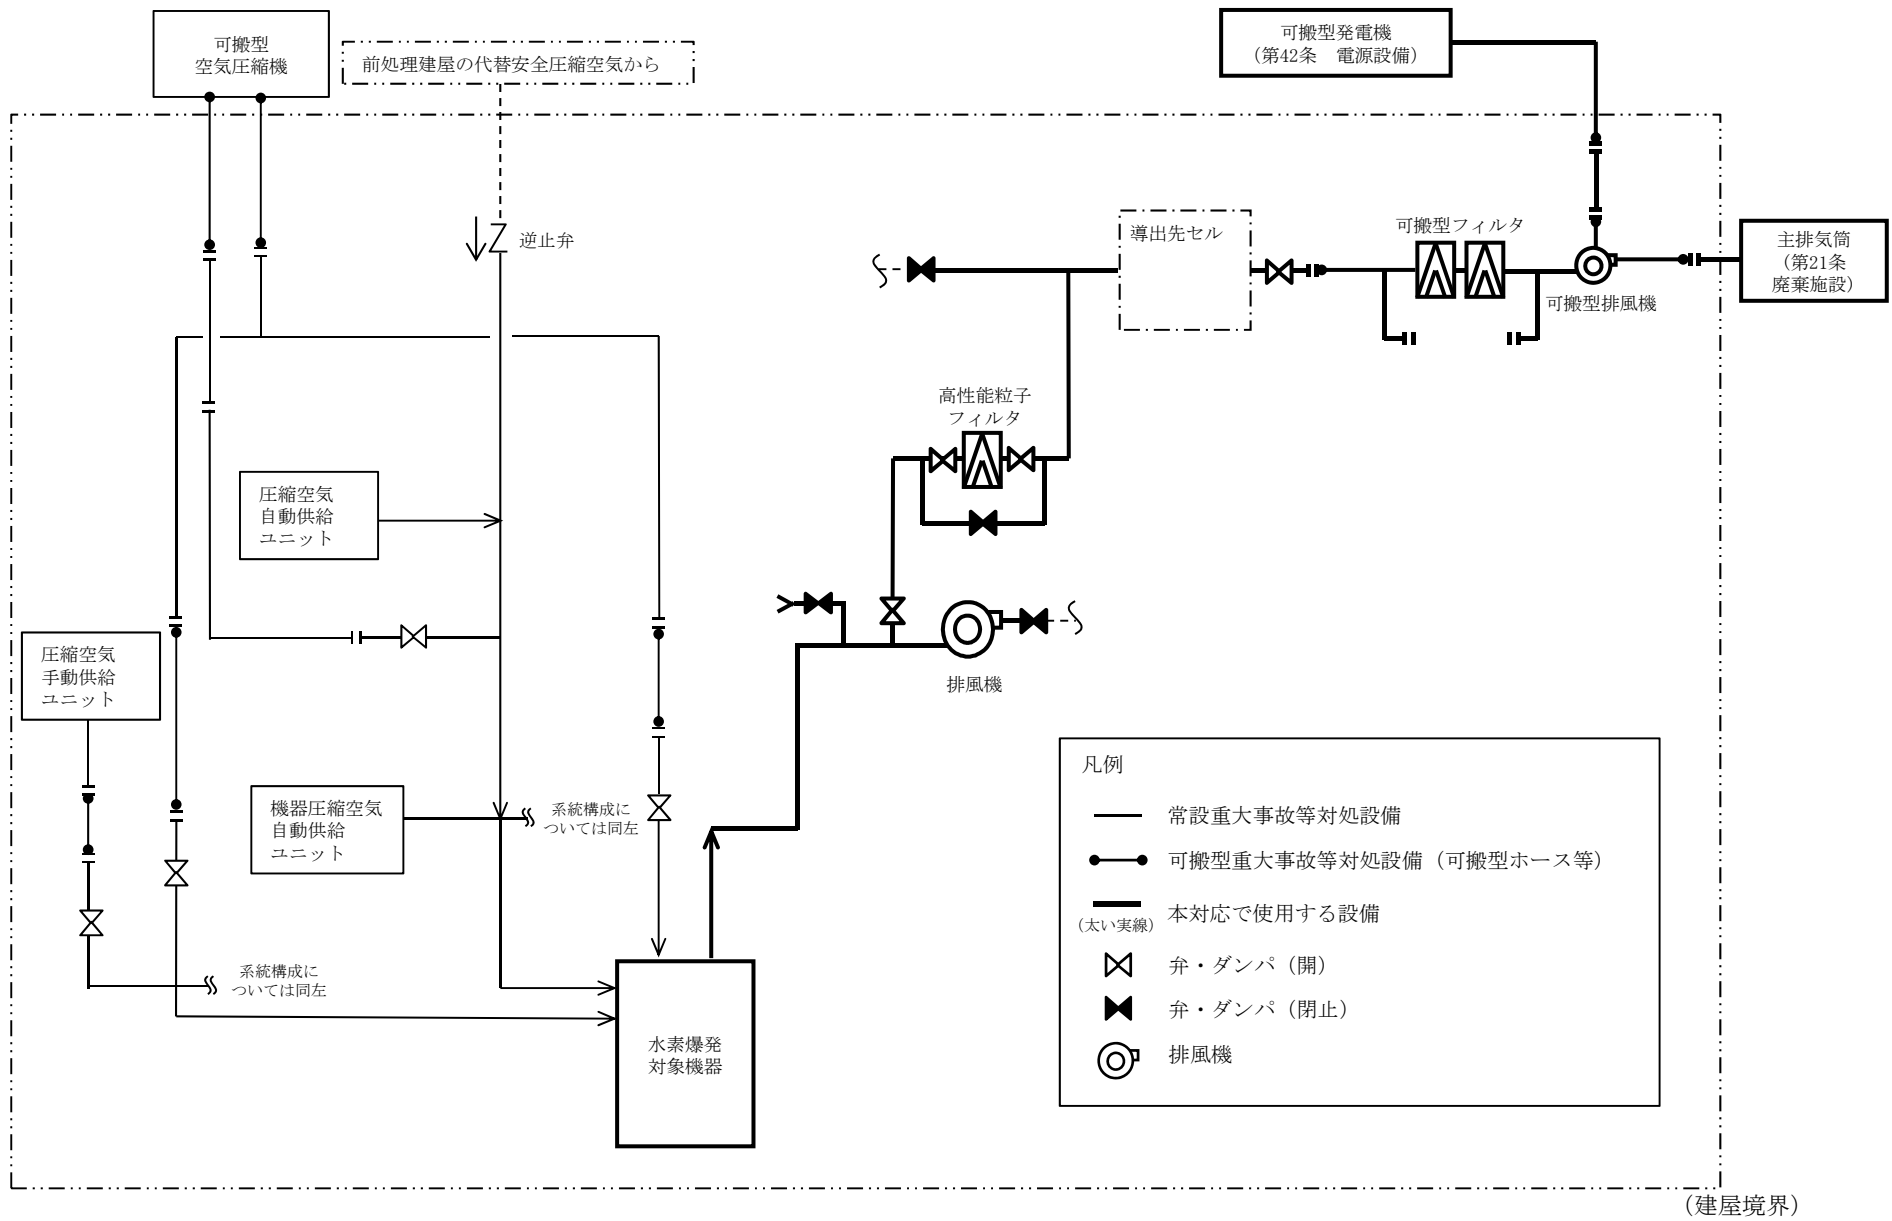 可搬型
空気圧縮機
前処理建屋の代替安全圧縮空気から
可搬型発電機
（第42条　電源設備）
逆止弁
導出先セル
可搬型フィルタ
可搬型排風機
主排気筒
（第21条
廃棄施設）
高性能粒子
フィルタ
圧縮空気
自動供給
ユニット
圧縮空気
手動供給
ユニット
排風機
機器圧縮空気
自動供給
ユニット
系統構成に
ついては同左
系統構成に
ついては同左
水素爆発
対象機器
凡例
常設重大事故等対処設備
可搬型重大事故等対処設備（可搬型ホース等）
本対応で使用する設備
（太い実線）
弁・ダンパ（開）
弁・ダンパ（閉止）
排風機
（建屋境界）